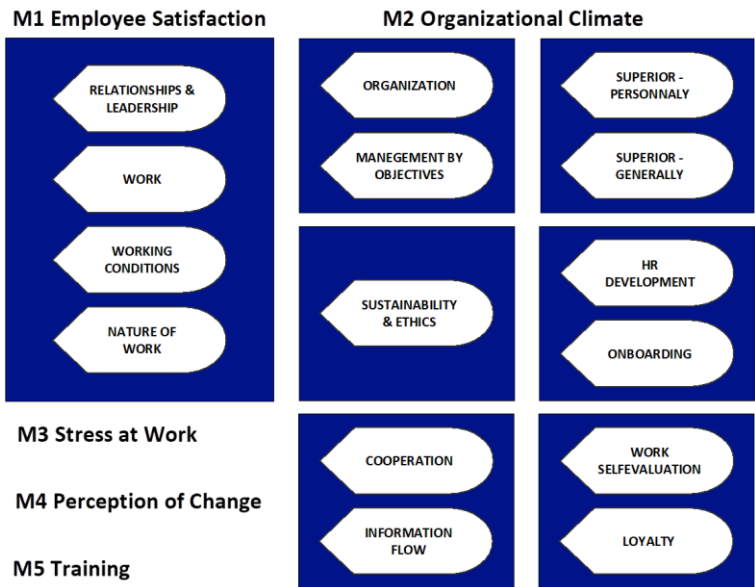 M1 Employee Satisfaction
RELATIONSHIPS &
LEADERSHIP
WORK
WORKING
CONDITIONS
NATURE OF
WORK
M2 Organizational Climate
ORGANIZATION
MANEGEMENT BY
OBJECTIVES
SUPERIOR -
PERSONNALY
SUPERIOR -
GENERALLY
SUSTAINABILITY
& ETHICS
HR
DEVELOPMENT
ONBOARDING
COOPERATION
INFORMATION
FLOW
WORK
SELFEVALUATION
LOYALTY
M3 Stress at Work
M4 Perception of Change
M5 Training